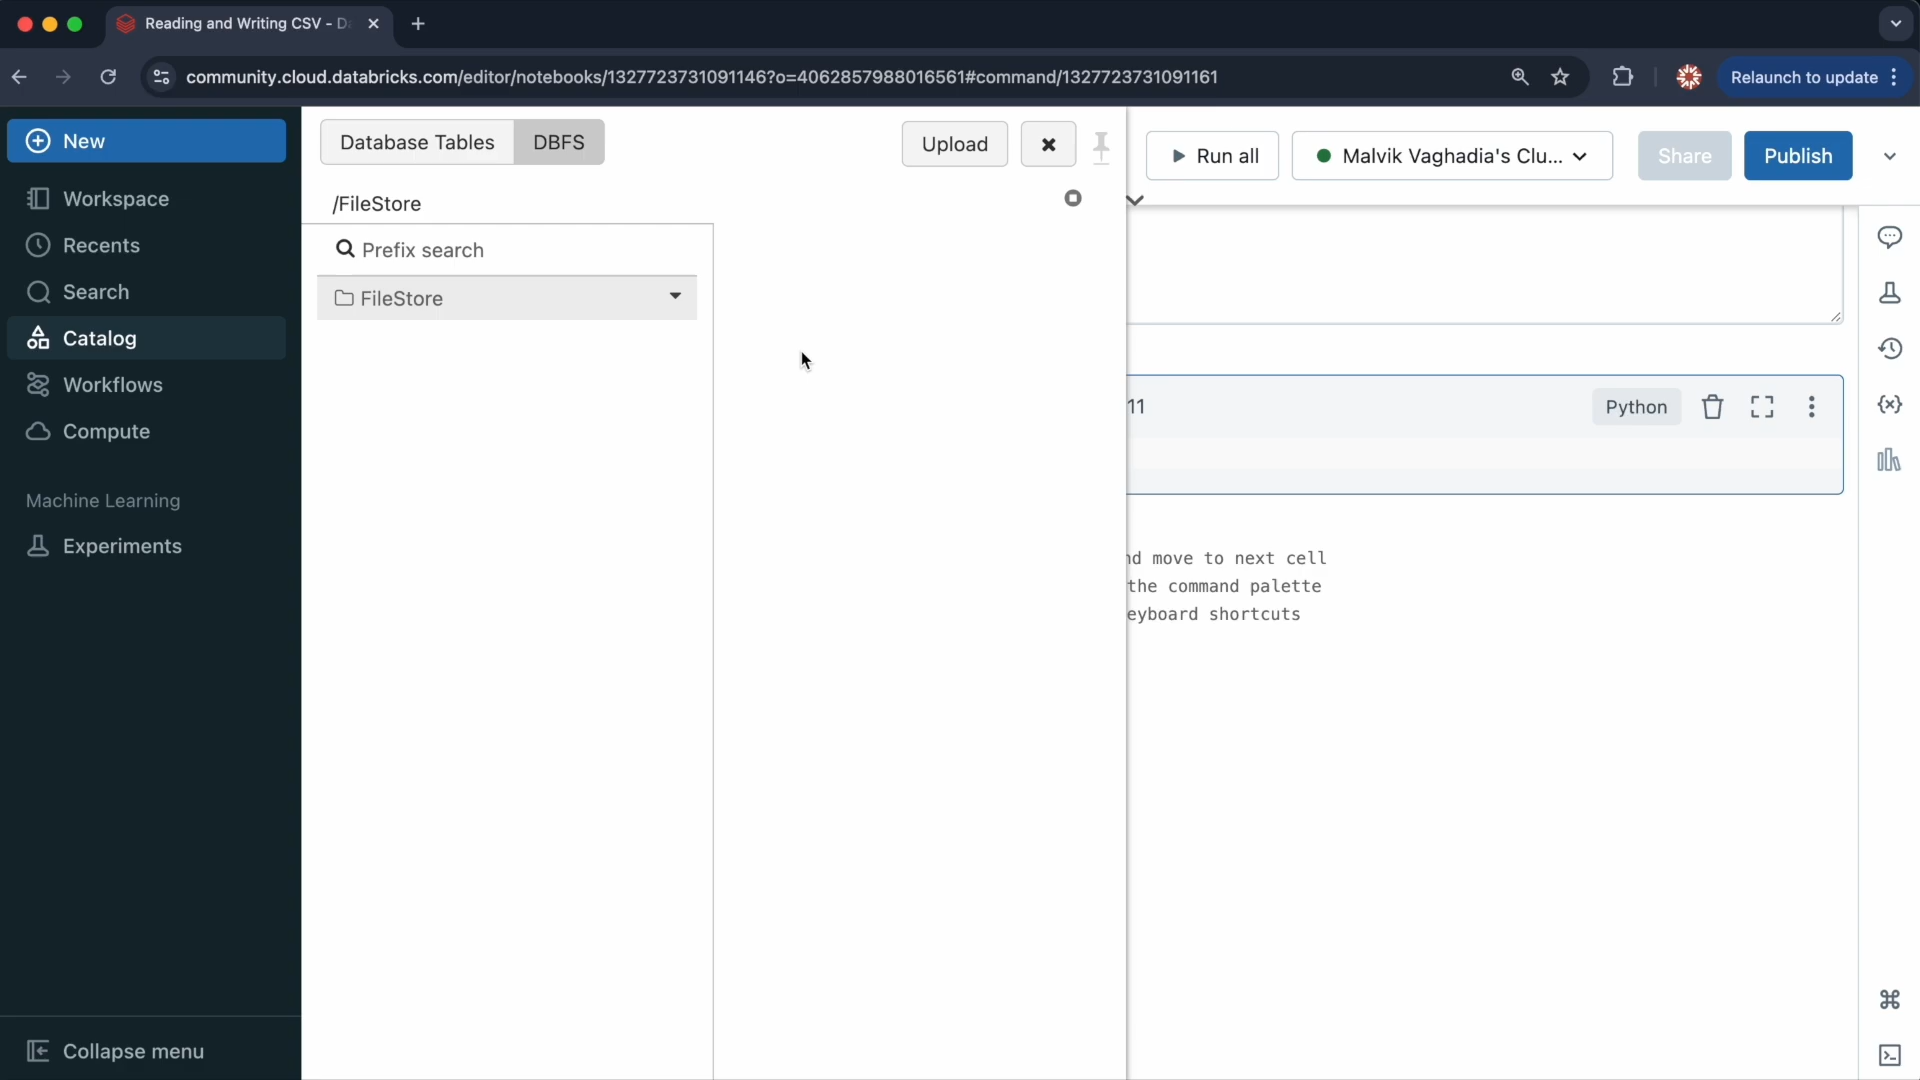 Reading and Writing CSV - D
community.cloud.databricks.com/editor/notebooks/1327723731091146?o=4062857988016561#command/1327723731091161
Relaunch to update
New
Workspace
Recents
Search
Catalog
Workflows
Compute
Machine Learning
Experiments
Collapse menu
Database Tables
DBFS
Upload
/FileStore
Prefix search
FileStore
Run all
Malvik Vaghadia's Clu...
Share
Publish
11
Python
nd move to next cell
the command palette
eyboard shortcuts